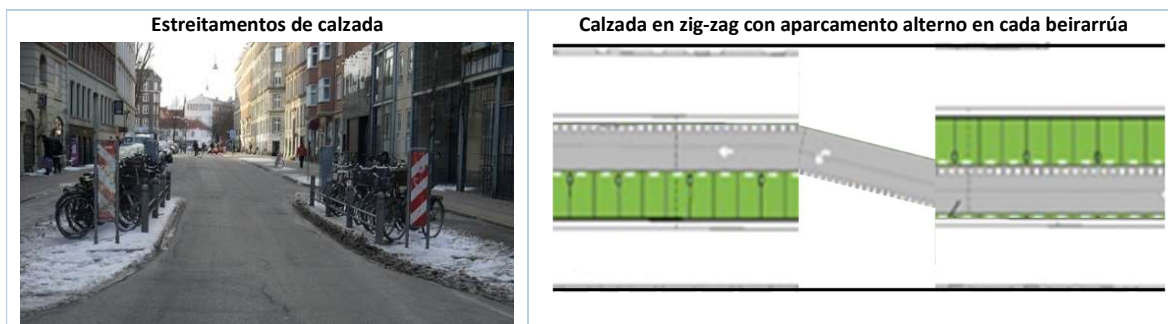 Estreitamentos de calzada
Calzada en zig-zag con aparcamento alterno en cada beirarrúa